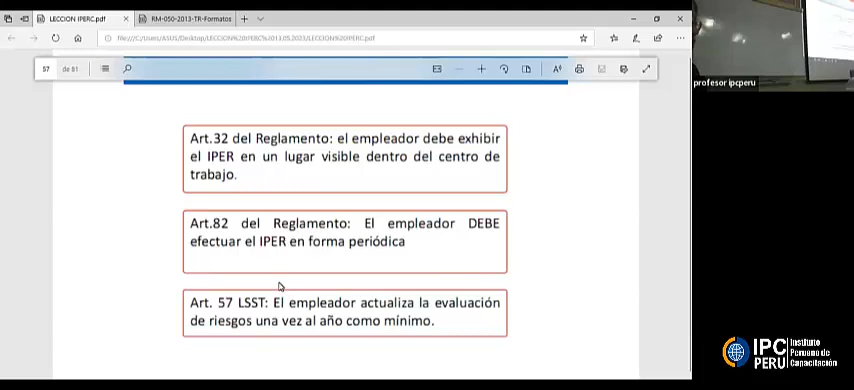 LECCION IPERC.pdf
RM-050-2013-TR-Formatos
57
de 81
Art.32 del Reglamento: el empleador debe exhibir
el IPER en un lugar visible dentro del centro de
trabajo.
Art.82 del Reglamento: El empleador DEBE
efectuar el IPER en forma periódica
Art. 57 LSST: El empleador actualiza la evaluación
de riesgos una vez al año como mínimo.
profesor ipcperu
IPC
PERU
Instituto
Peruano de
Capacitación